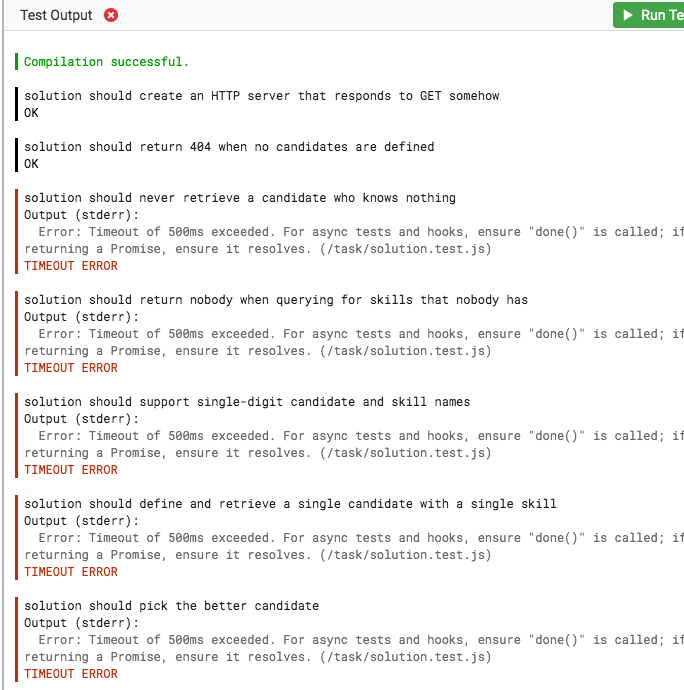 Test Output
Run Te
Compilation successful.
solution should create an HTTP server that responds to GET somehow
OK
solution should return 404 when no candidates are defined
OK
solution should never retrieve a candidate who knows nothing
Output (stderr):
Error: Timeout of 500ms exceeded. For async tests and hooks, ensure "done()" is called; if
returning a Promise, ensure it resolves. (/task/solution.test.js)
TIMEOUT ERROR
solution should return nobody when querying for skills that nobody has
Output (stderr):
Error: Timeout of 500ms exceeded. For async tests and hooks, ensure "done()" is called; if
returning a Promise, ensure it resolves. (/task/solution.test.js)
TIMEOUT ERROR
solution should support single-digit candidate and skill names
Output (stderr):
Error: Timeout of 500ms exceeded. For async tests and hooks, ensure "done()" is called; if
returning a Promise, ensure it resolves. (/task/solution.test.js)
TIMEOUT ERROR
solution should define and retrieve a single candidate with a single skill
Output (stderr):
Error: Timeout of 500ms exceeded. For async tests and hooks, ensure "done()" is called; if
returning a Promise, ensure it resolves. (/task/solution.test.js)
TIMEOUT ERROR
solution should pick the better candidate
Output (stderr):
Error: Timeout of 500ms exceeded. For async tests and hooks, ensure "done()" is called; if
returning a Promise, ensure it resolves. (/task/solution.test.js)
TIMEOUT ERROR